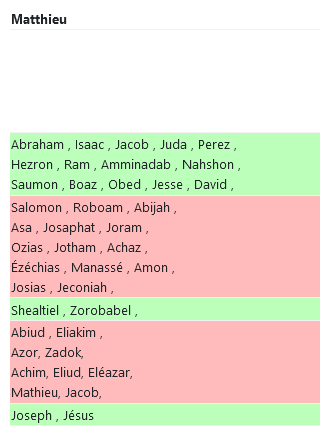 Matthieu
Abraham , Isaac , Jacob , Juda , Perez ,
Hezron , Ram , Amminadab , Nahshon ,
Saumon , Boaz , Obed , Jesse , David ,
Salomon , Roboam , Abijah ,
Asa , Josaphat , Joram ,
Ozias , Jotham , Achaz ,
Ézéchias , Manassé , Amon ,
Josias , Jeconiah ,
Shealtiel , Zorobabel ,
Abiud , Eliakim ,
Azor, Zadok,
Achim, Eliud, Eléazar,
Mathieu, Jacob,
Joseph , Jésus